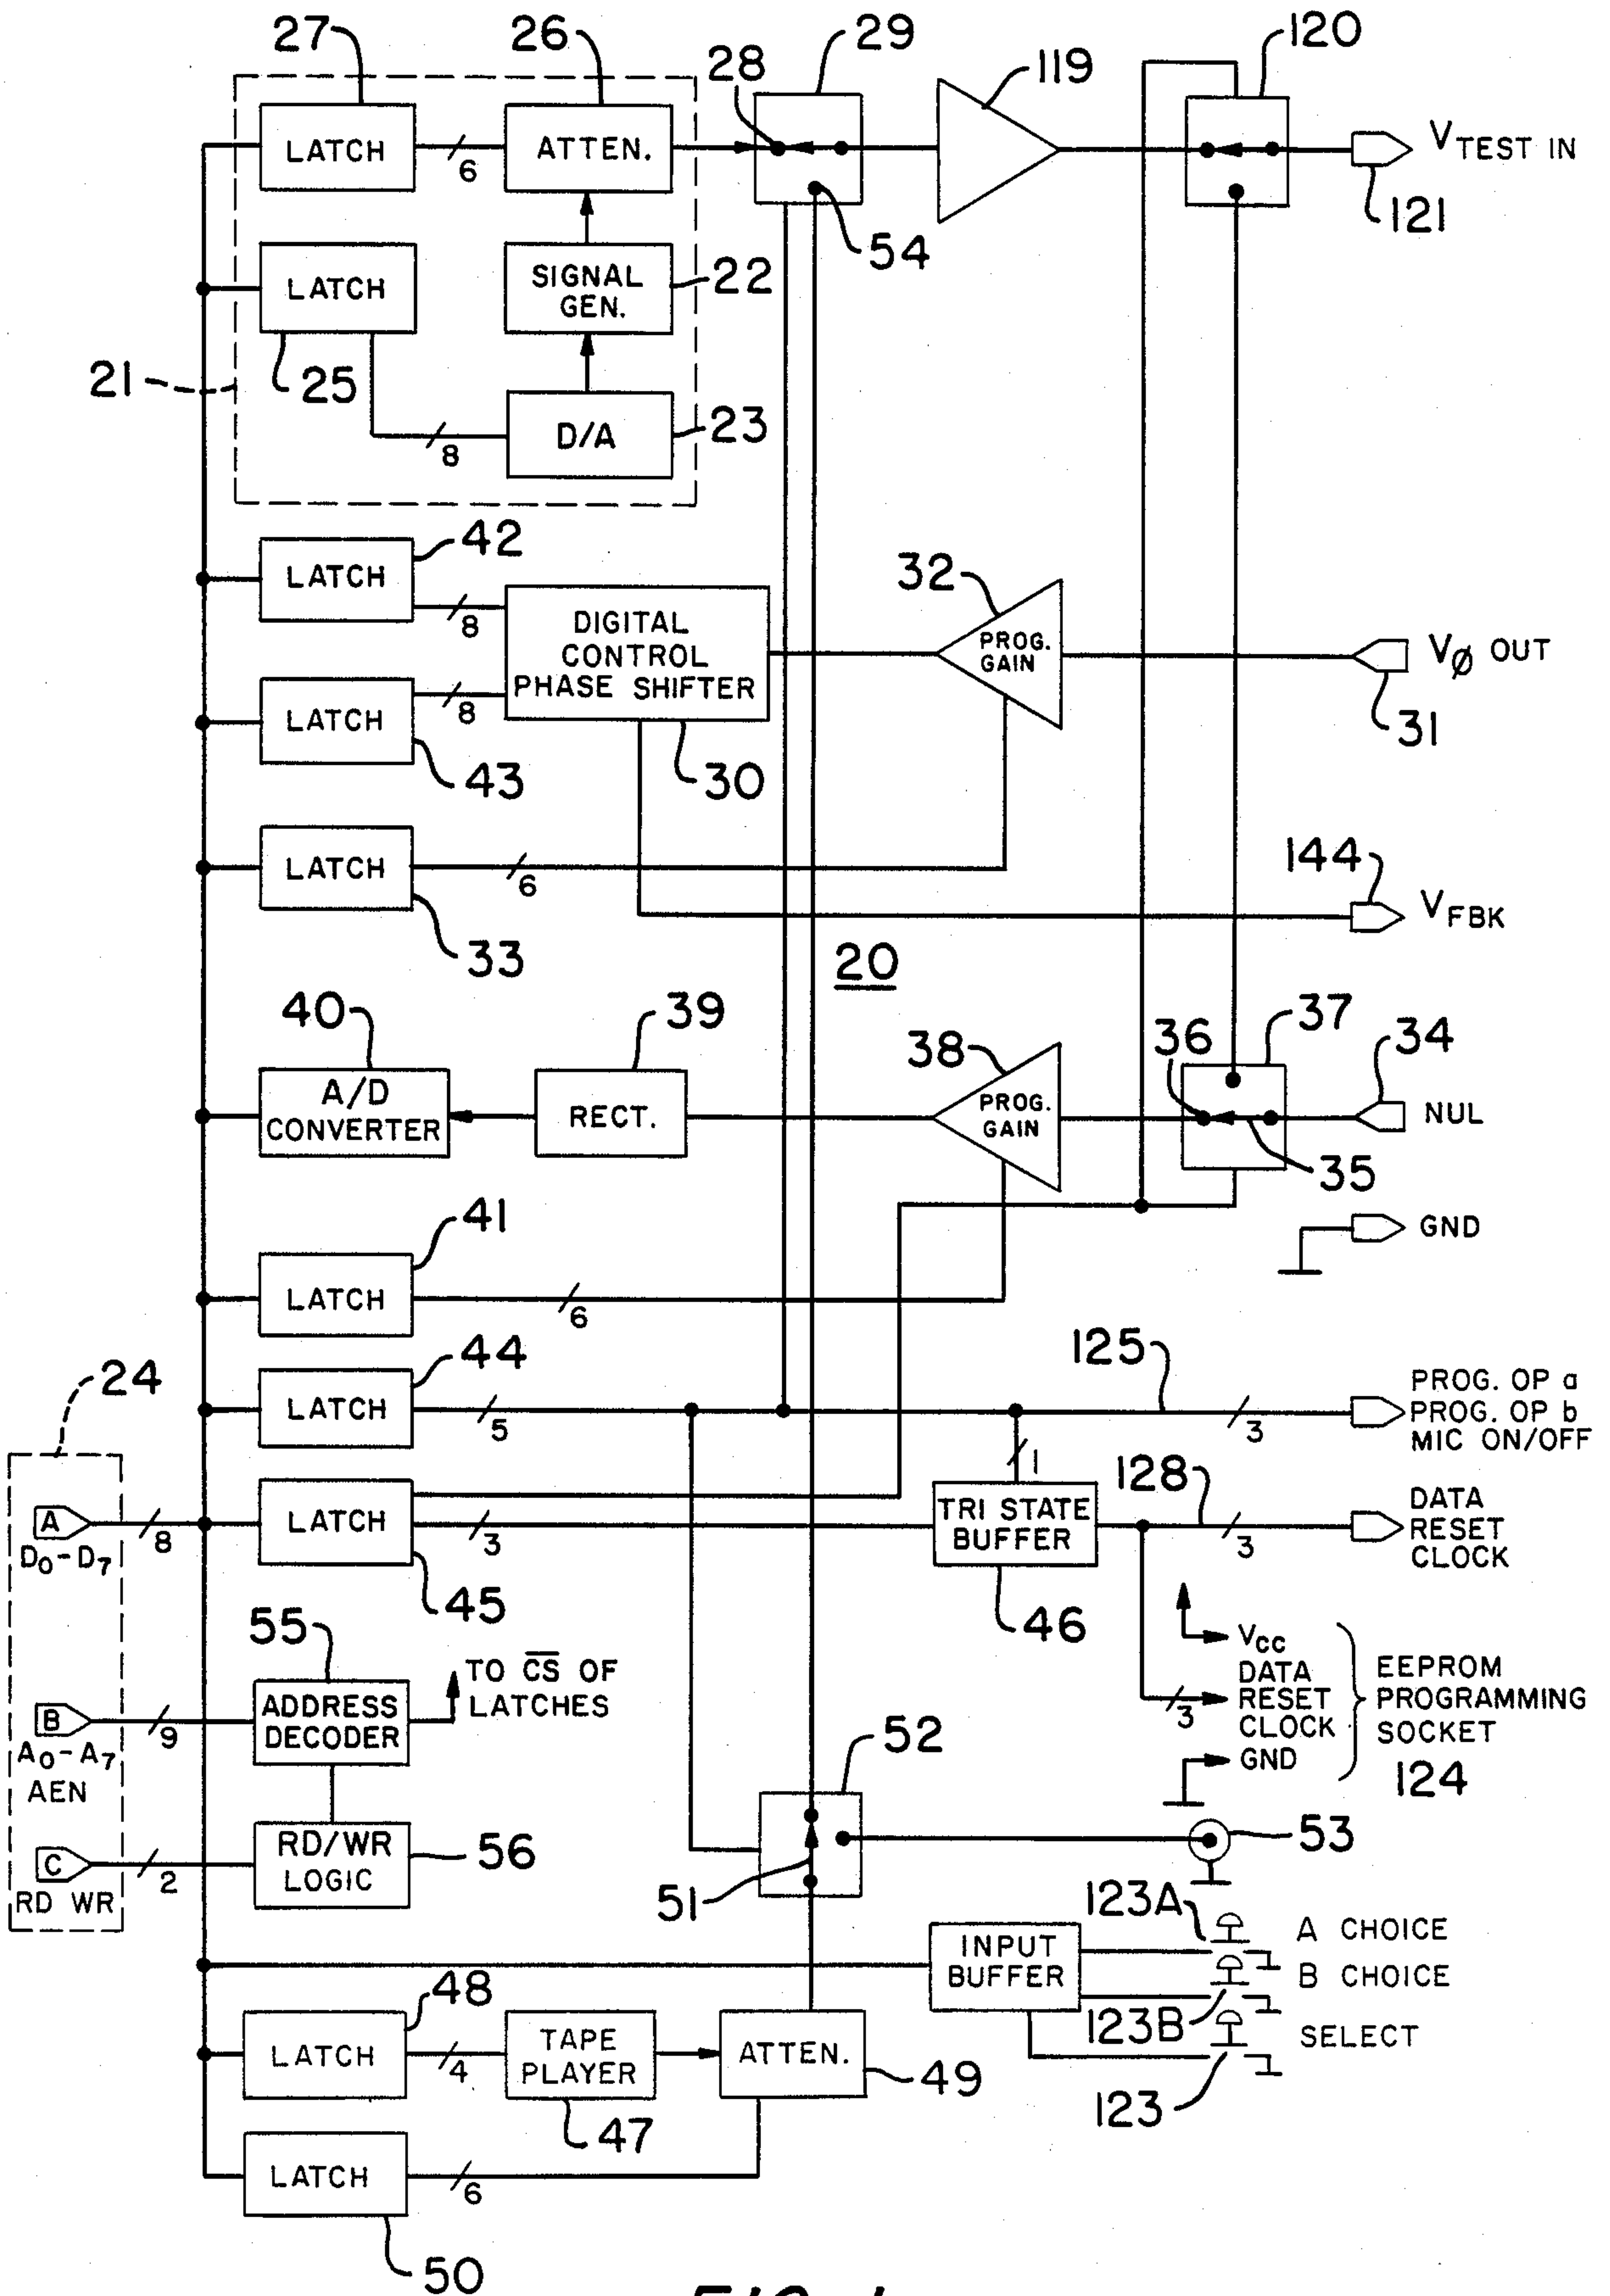 27
26
28
29
119
120
LATCH
6
ATTEN.
V TEST IN
121
54
LATCH
SIGNAL
GEN.
22
21
25
8
D/A
23
42
LATCH
8
DIGITAL
CONTROL
PHASE SHIFTER
32
PROG.
GAIN
VØ OUT
31
LATCH
8
43
30
LATCH
6
33
144
V FBK
20
40
39
38
36
37
34
A/D
CONVERTER
RECT.
PROG.
GAIN
NUL
35
41
GND
LATCH
6
44
LATCH
5
125
3
PROG. OP a
PROG. OP b
MIC ON/OFF
24
1
A
D0-D7
8
LATCH
3
45
TRI STATE
BUFFER
46
128
3
DATA
RESET
CLOCK
55
VCC
DATA
RESET
CLOCK
GND
3
EEPROM
PROGRAMMING
SOCKET
124
B
A0-A7
AEN
9
ADDRESS
DECODER
TO C̅S̅ OF
LATCHES
52
C
RD WR
2
RD/WR
LOGIC
56
51
53
INPUT
BUFFER
123A
A CHOICE
B CHOICE
123B
SELECT
123
48
LATCH
4
TAPE
PLAYER
47
ATTEN.
49
LATCH
6
50